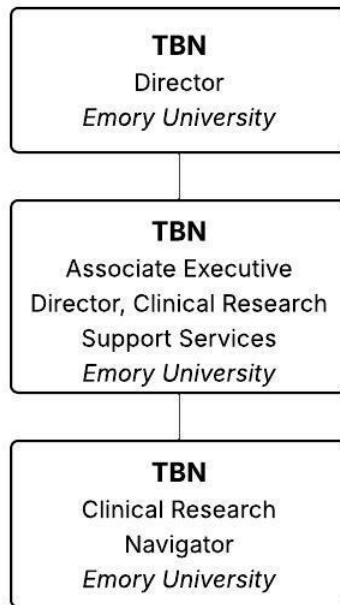 TBN
Director
Emory University
TBN
Associate Executive
Director, Clinical Research
Support Services
Emory University
TBN
Clinical Research
Navigator
Emory University